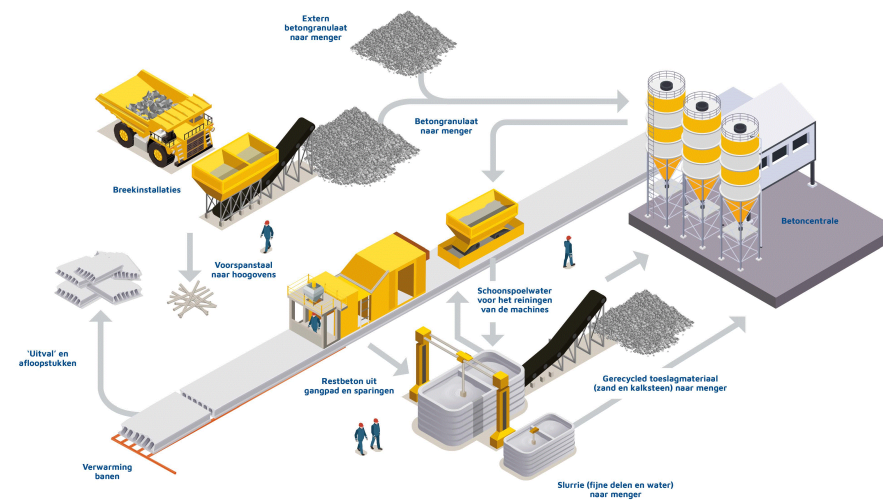 Extern
betongranulaat
naar menger
Betongranulaat
naar menger
Breekinstallaties
Betoncentrale
Voorspanstaal
naar hoogovens
Schoonspoelwater
voor het reiningen
van de machines
'Uitval' en
afloopstukken
Restbeton uit
gangpad en sparingen
Gerecycled toeslagmateriaal
(zand en kalksteen) naar menger
Verwarming
banen
Slurrie (fijne delen en water)
naar menger